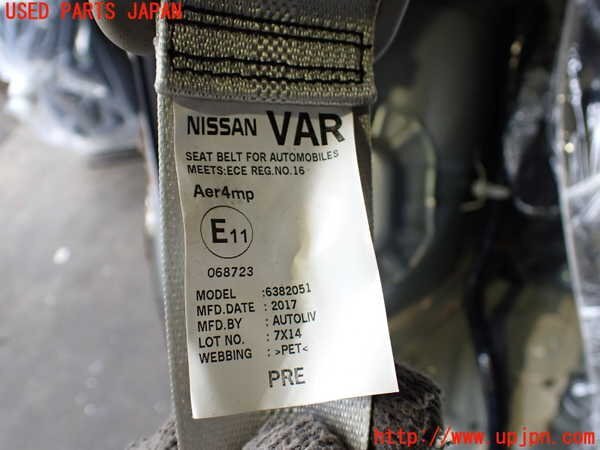 USED PARTS JAPAN
NISSAN VAR
SEAT BELT FOR AUTOMOBILES
MEETS:ECE REG.NO.16
Aer4mp
E11
068723
MODEL :6382051
MFD.DATE : 2017
MFD.BY : AUTOLIV
LOT NO. : 7X14
WEBBING : >PET<
PRE
http://www.upjpn.com/